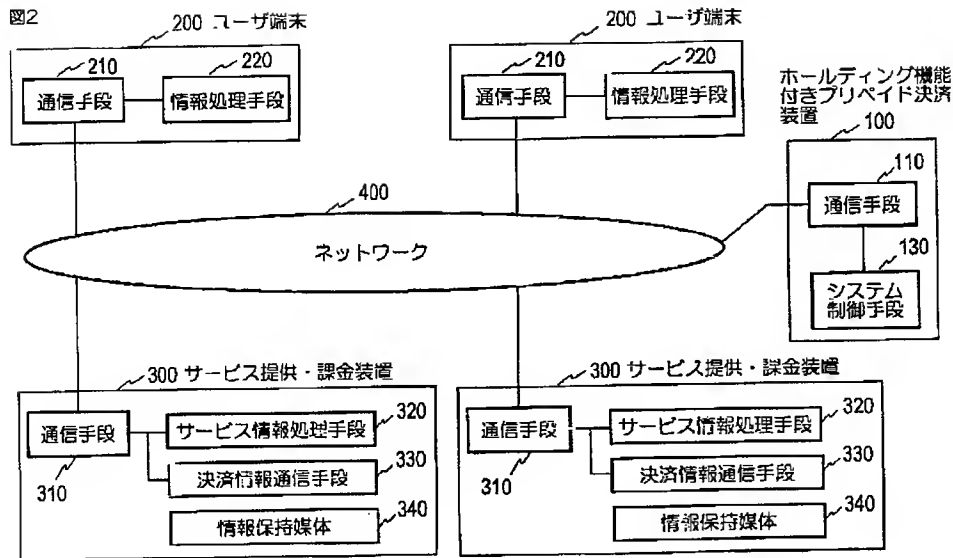 図2
200 ユーザ端末
210
220
通信手段
情報処理手段
200 ユーザ端末
210
220
通信手段
情報処理手段
ホールディング機能
付きプリペイド決済
装置
100
110
通信手段
130
システム
制御手段
400
ネットワーク
300 サービス提供・課金装置
通信手段
310
320
サービス情報処理手段
330
決済情報通信手段
340
情報保持媒体
300 サービス提供・課金装置
通信手段
310
320
サービス情報処理手段
330
決済情報通信手段
340
情報保持媒体